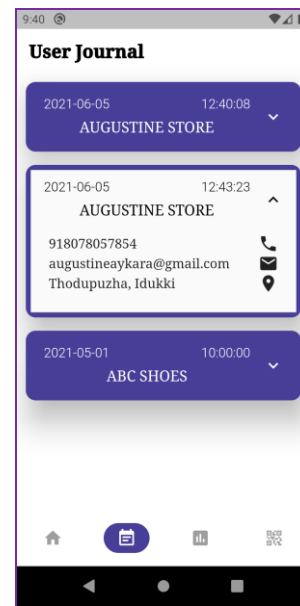 9:40
User Journal
2021-06-05 12:40:08
AUGUSTINE STORE
2021-06-05 12:43:23
AUGUSTINE STORE
918078057854
augustineaykara@gmail.com
Thodupuzha, Idukki
2021-05-01 10:00:00
ABC SHOES